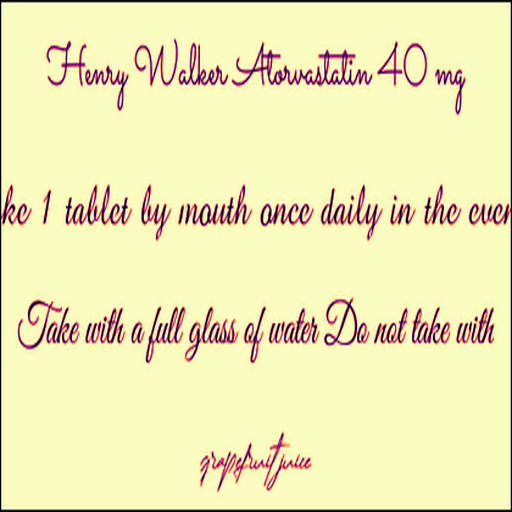 Henry Walker Atorvastatin 40 mg
ke 1 tablet by mouth once daily in the even
Take with a full glass of water Do not take with
grapefruit juice